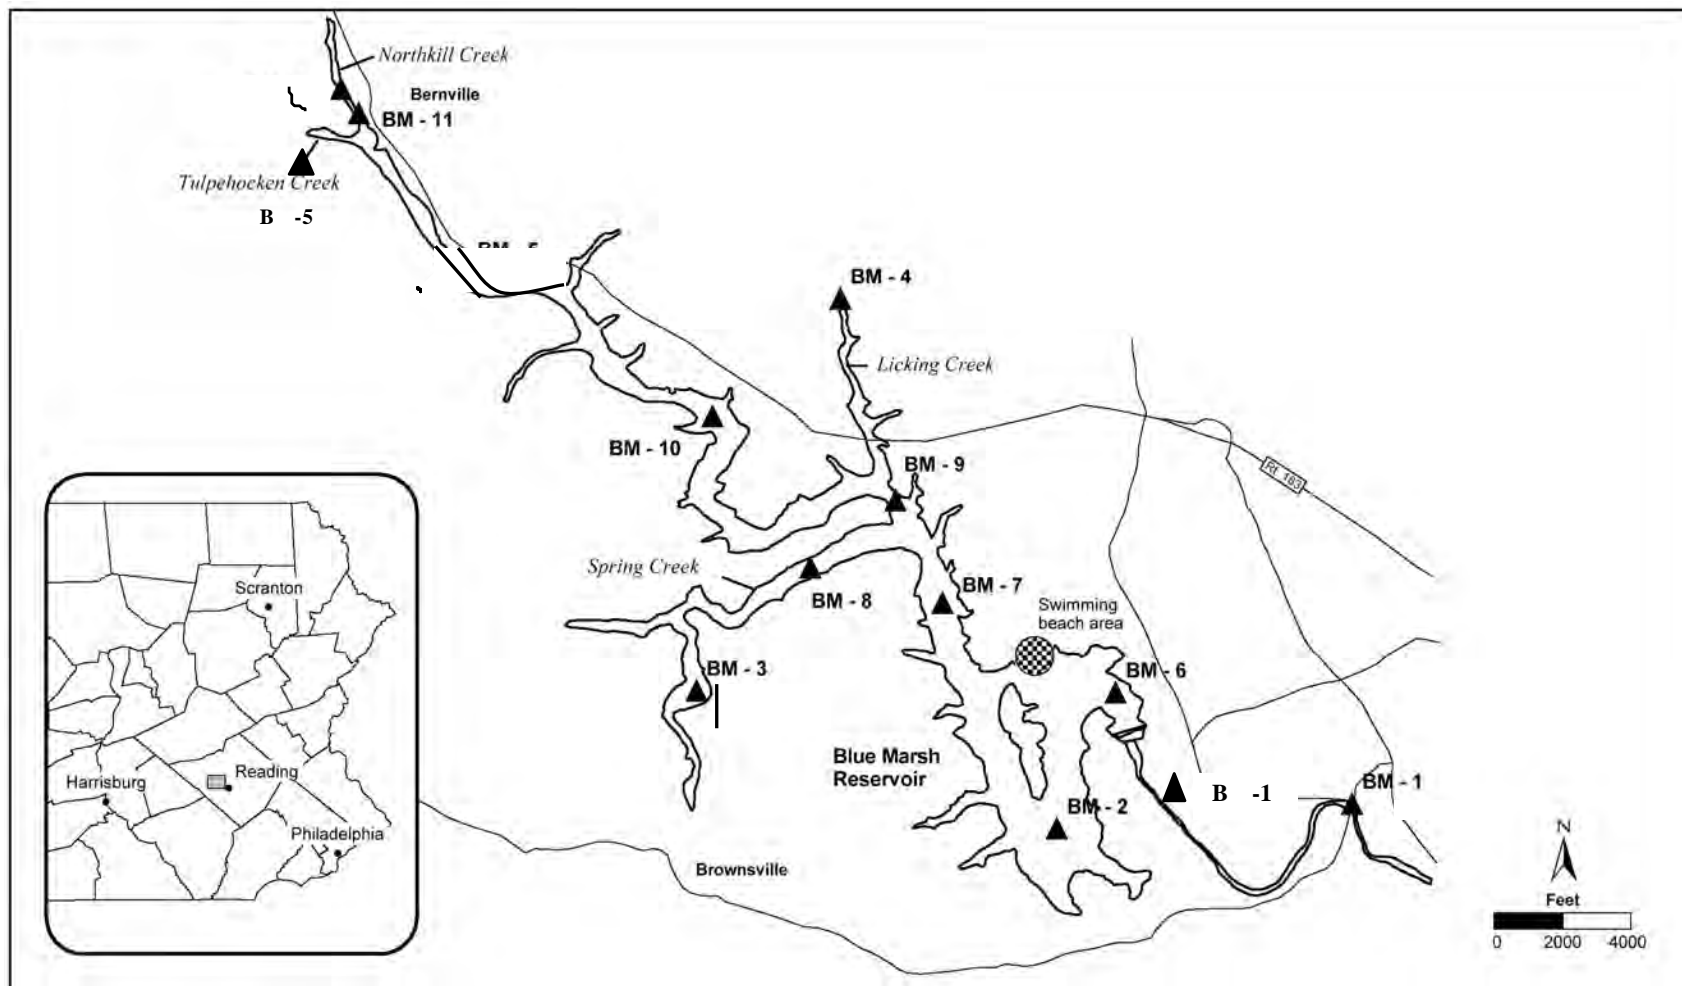 Northkill Creek
Bernville
BM - 11
Tulpehocken Creek
B -5
BM - 4
Licking Creek
BM - 10
BM - 9
Rt. 183
Spring Creek
BM - 8
BM - 7
Swimming
beach area
BM - 3
BM - 6
Blue Marsh
Reservoir
B -1
BM - 1
BM - 2
Brownsville
Scranton
Reading
Harrisburg
Philadelphia
N
Feet
0 2000 4000